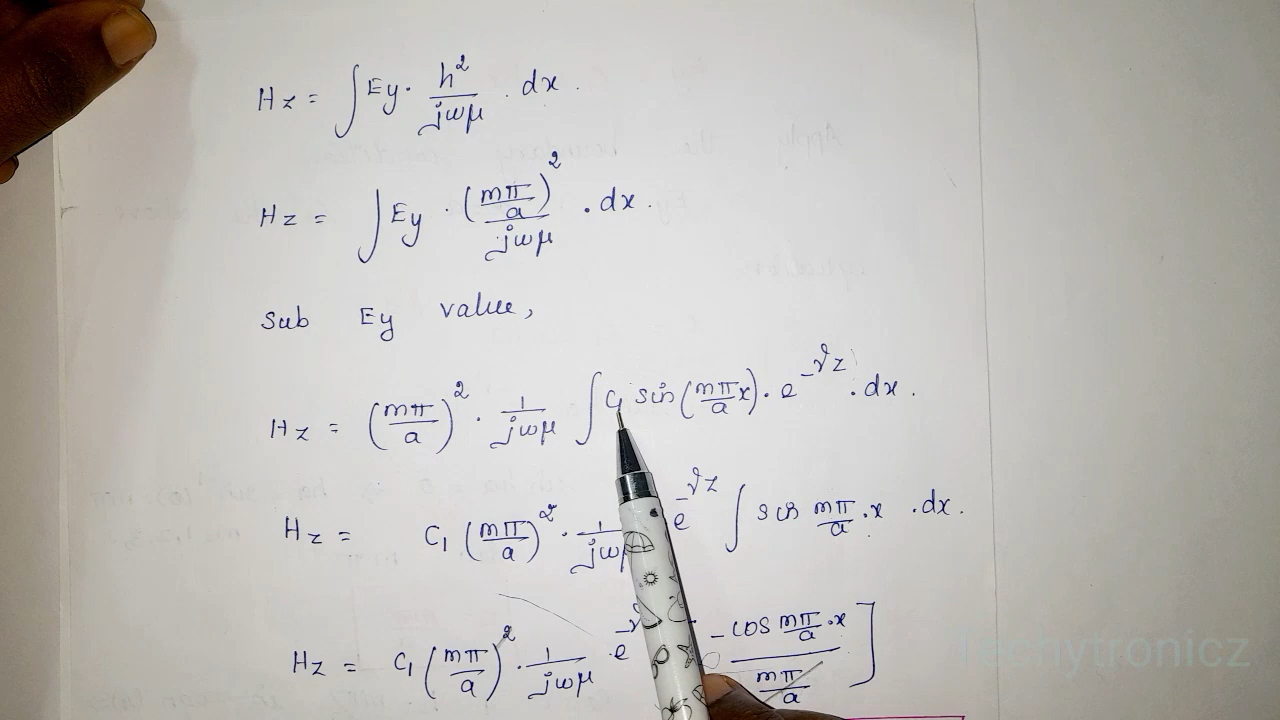 Hz = ∫ Ey · h²/jωμ . dx .
Hz = ∫ Ey · (mπ/a)²/jωμ . dx .
Sub Ey value,
Hz = (mπ/a)² · 1/jωμ ∫ C₁ sin(mπ/a x) · e^-γz . dx .
Hz = C₁ (mπ/a)² · 1/jωμ e^-γz ∫ sin mπ/a . x . dx .
Hz = C₁ (mπ/a)² · 1/jωμ · e^-γ -cos mπ/a · x / mπ/a ]
Techytronicz